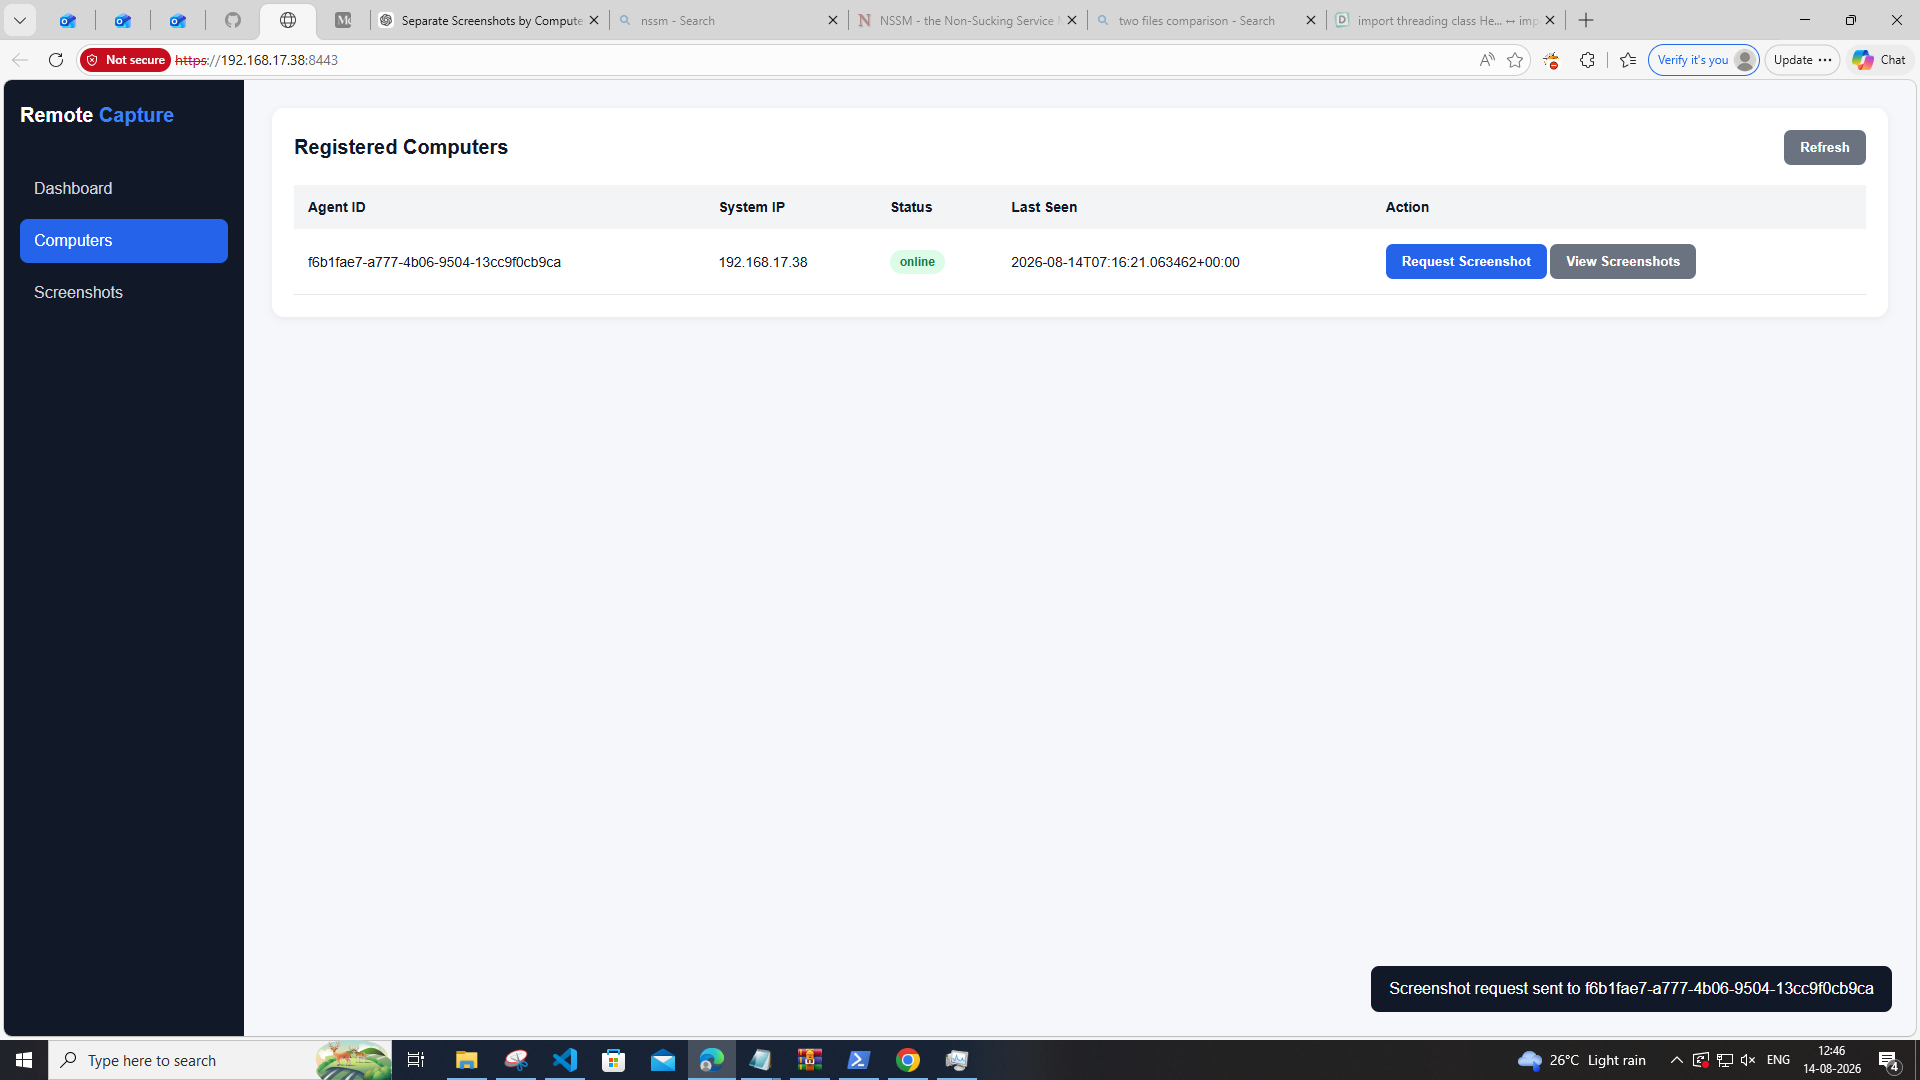 Separate Screenshots by Compute
nssm - Search
NSSM - the Non-Sucking Service M
two files comparison - Search
import threading class He... ↔ imp
Not secure
https://192.168.17.38:8443
Verify it's you
Update
Chat
Remote Capture
Dashboard
Computers
Screenshots
Registered Computers
Refresh
Agent ID System IP Status Last Seen Action
f6b1fae7-a777-4b06-9504-13cc9f0cb9ca 192.168.17.38 online 2026-08-14T07:16:21.063462+00:00 Request Screenshot View Screenshots
Screenshot request sent to f6b1fae7-a777-4b06-9504-13cc9f0cb9ca
Type here to search
26°C Light rain
ENG
12:46
14-08-2026
4